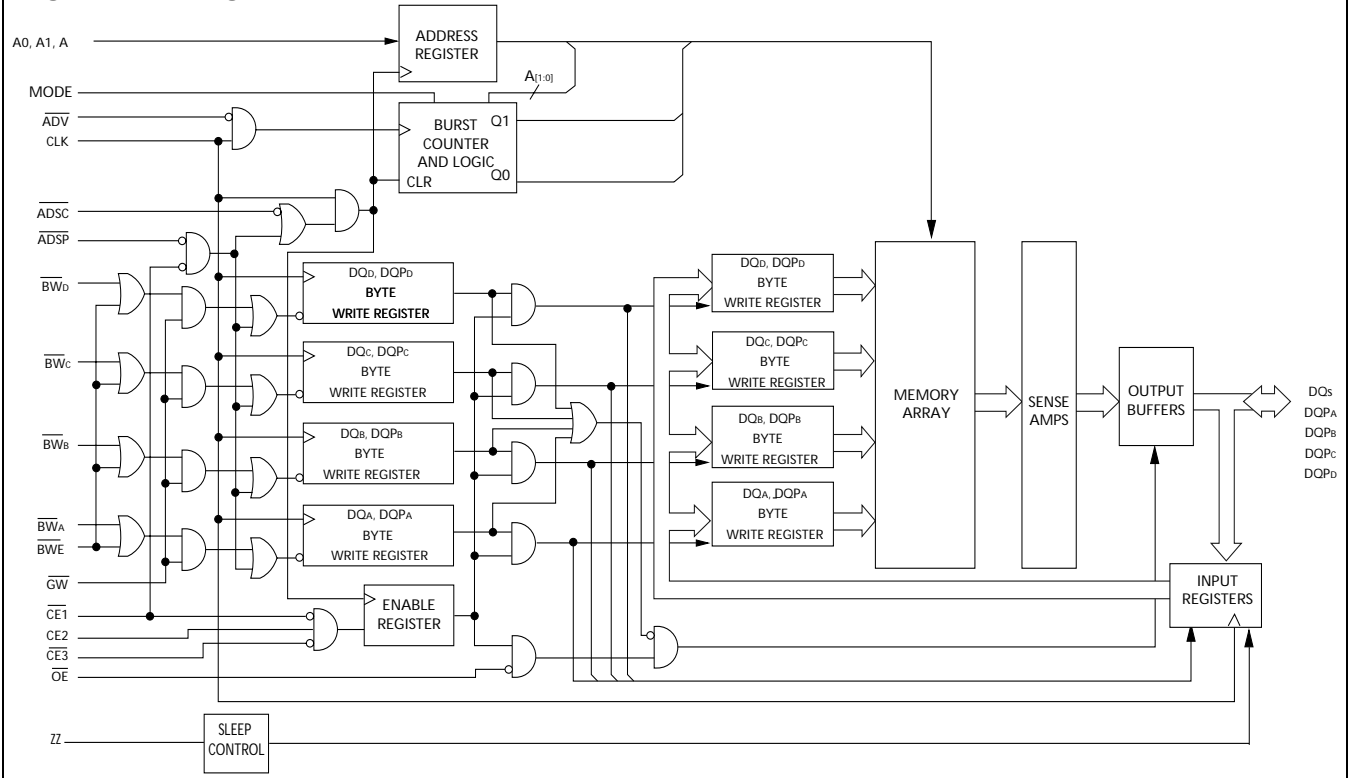 A0, A1, A
ADDRESS
REGISTER
MODE
A[1:0]
ADV
CLK
BURST
COUNTER
AND LOGIC
CLR
Q1
Q0
ADSC
ADSP
BWD
DQD, DQPD
BYTE
WRITE REGISTER
DQD, DQPD
BYTE
WRITE REGISTER
BWC
DQC, DQPC
BYTE
WRITE REGISTER
DQC, DQPC
BYTE
WRITE REGISTER
BWB
DQB, DQPB
BYTE
WRITE REGISTER
DQB, DQPB
BYTE
WRITE REGISTER
BWA
BWE
DQA, DQPA
BYTE
WRITE REGISTER
DQA, DQPA
BYTE
WRITE REGISTER
MEMORY
ARRAY
SENSE
AMPS
OUTPUT
BUFFERS
DQs
DQPA
DQPB
DQPC
DQPD
GW
CE1
CE2
CE3
OE
ENABLE
REGISTER
INPUT
REGISTERS
ZZ
SLEEP
CONTROL